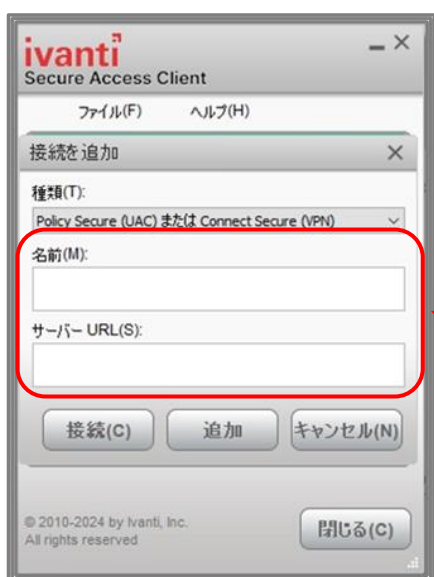 ivanti
Secure Access Client
ファイル(F) ヘルプ(H)
接続を追加
種類(T):
Policy Secure (UAC) または Connect Secure (VPN)
名前(M):
サーバー URL(S):
接続(C) 追加 キャンセル(N)
© 2010-2024 by Ivanti, Inc.
All rights reserved
閉じる(C)